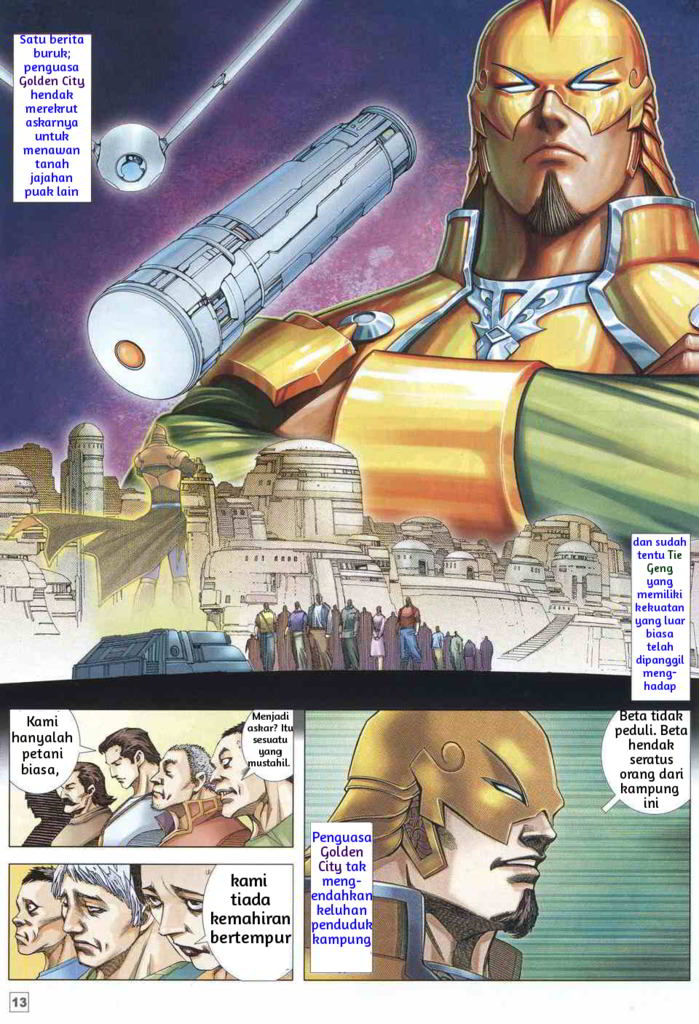 Satu berita
buruk;
penguasa
Golden City
hendak
merekrut
askarnya
untuk
menawan
tanah
jajahan
puak lain
dan sudah
tentu Tie
Geng
yang
memiliki
kekuatan
yang luar
biasa
telah
dipanggil
meng-
hadap
Kami
hanyalah
petani
biasa,
Menjadi
askar? Itu
sesuatu
yang
mustahil.
Beta tidak
peduli. Beta
hendak
seratus
orang dari
kampung
ini
Penguasa
Golden
City tak
meng-
endahkan
keluhan
penduduk
kampung
kami
tiada
kemahiran
bertempur
13